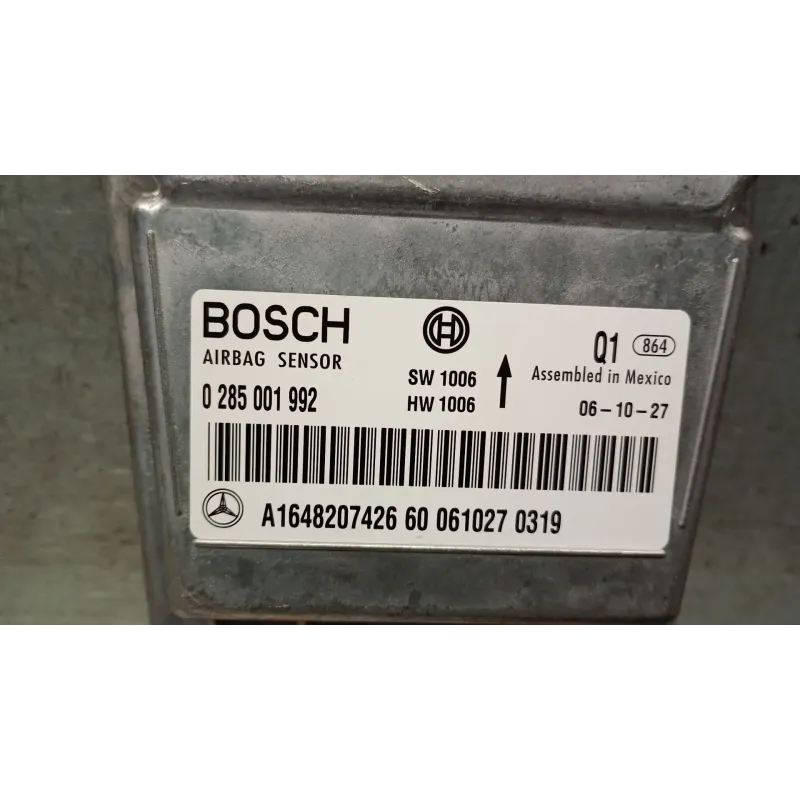 BOSCH
AIRBAG SENSOR
0 285 001 992
H
SW 1006
HW 1006
Q1 864
Assembled in Mexico
06-10-27
A1648207426 60 061027 0319